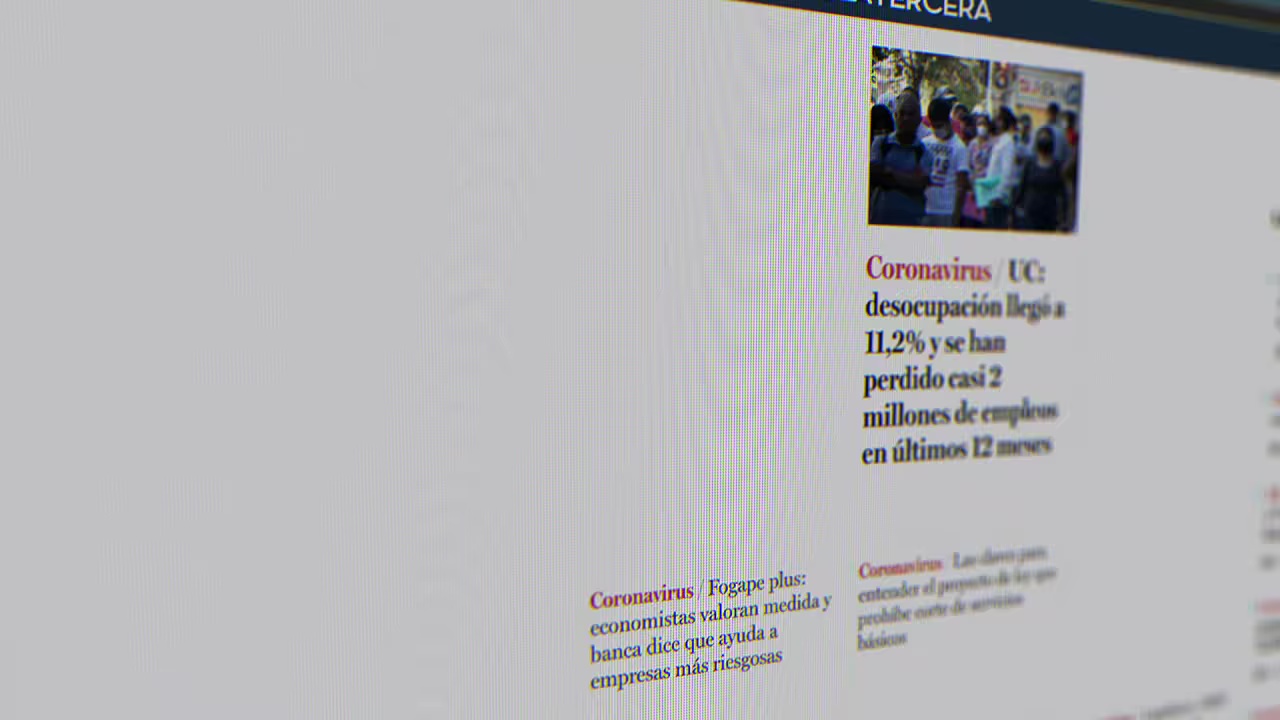 TERCERA
Coronavirus / UC:
desocupación llegó a
11,2% y se han
perdido casi 2
millones de empleos
en últimos 12 meses
Coronavirus / Fogape plus:
economistas valoran medida y
banca dice que ayuda a
empresas más riesgosas
Coronavirus / Las claves para
entender el proyecto de ley que
prohíbe corte de servicios
básicos